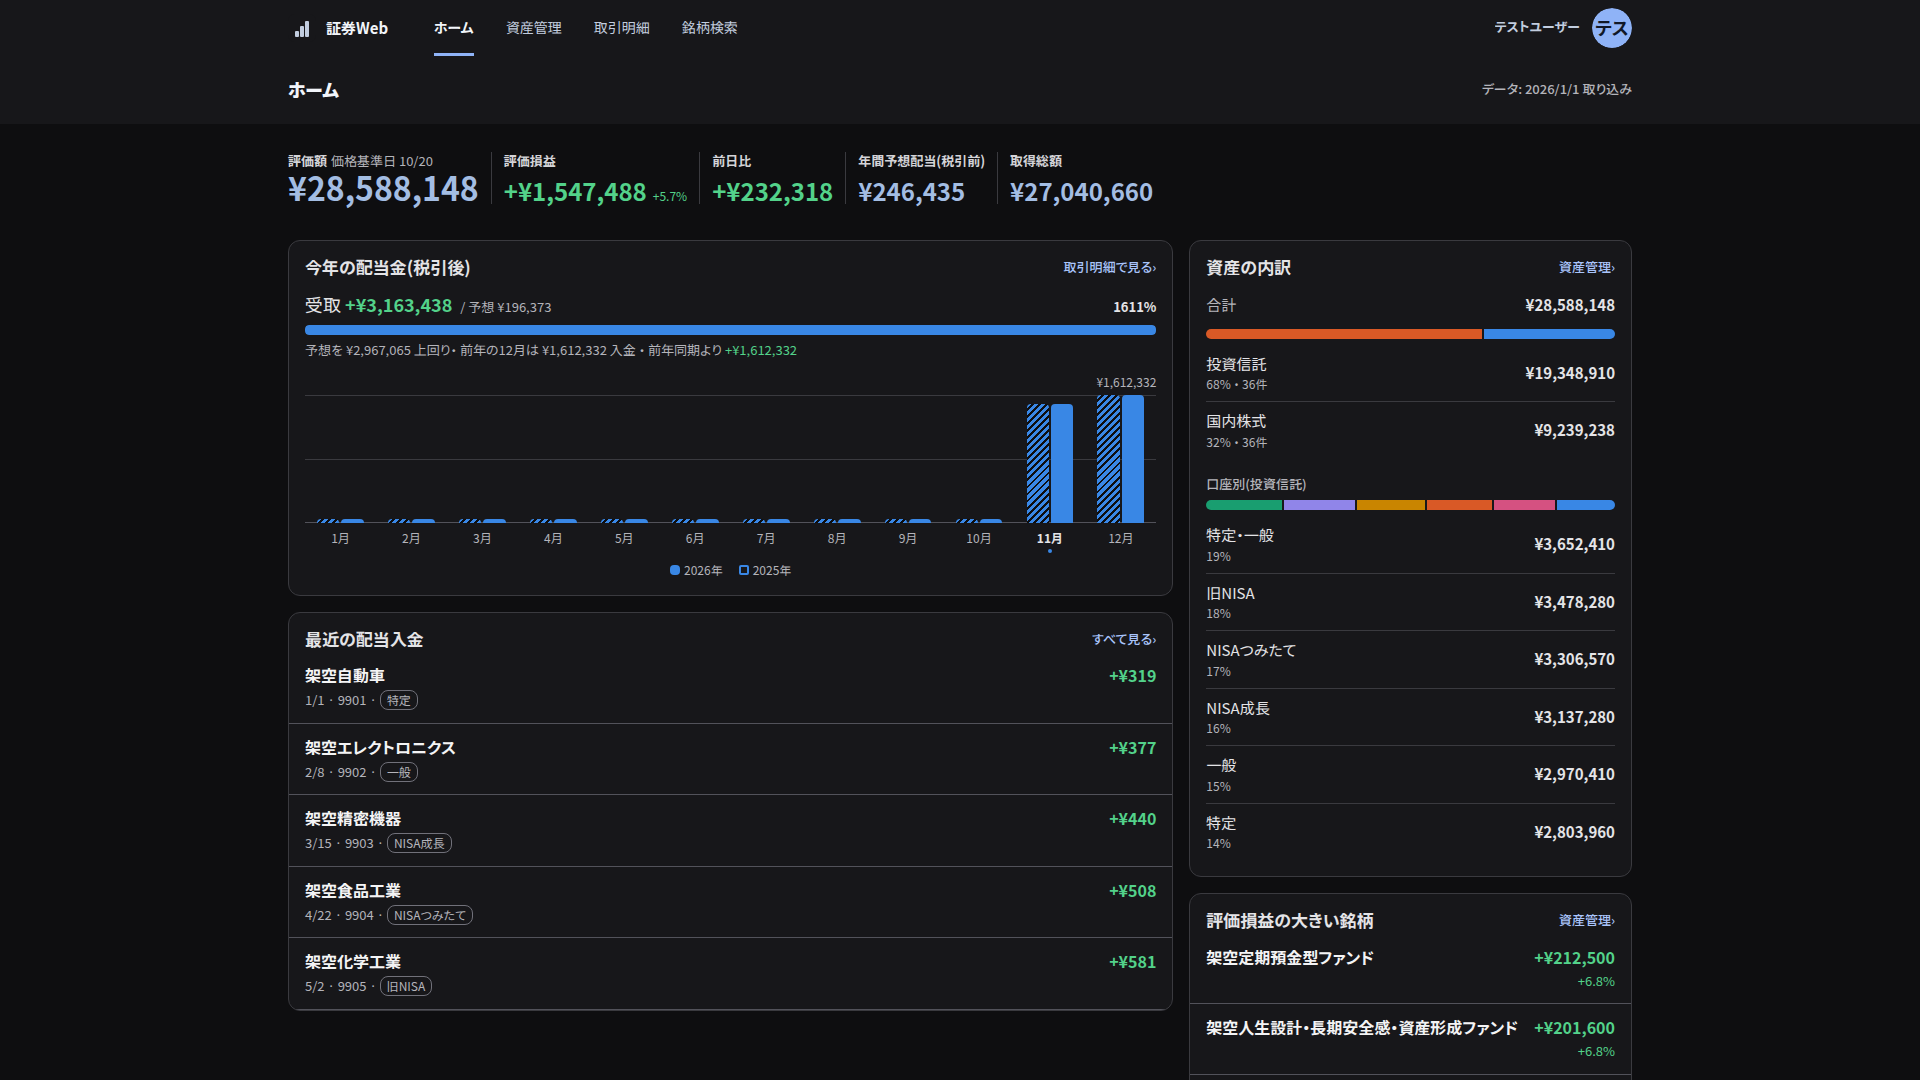 証券Web ホーム 資産管理 取引明細 銘柄検索 テストユーザー テス
ホーム データ: 2026/1/1 取り込み
評価額 価格基準日 10/20
¥28,588,148
評価損益
+¥1,547,488 +5.7%
前日比
+¥232,318
年間予想配当(税引前)
¥246,435
取得総額
¥27,040,660
今年の配当金(税引後) 取引明細で見る›
受取 +¥3,163,438 / 予想 ¥196,373 1611%
予想を ¥2,967,065 上回り・前年の12月は ¥1,612,332 入金・前年同期より +¥1,612,332
¥1,612,332
1月 2月 3月 4月 5月 6月 7月 8月 9月 10月 11月 12月
2026年 2025年
最近の配当入金 すべて見る›
架空自動車 +¥319
1/1 · 9901 · 特定
架空エレクトロニクス +¥377
2/8 · 9902 · 一般
架空精密機器 +¥440
3/15 · 9903 · NISA成長
架空食品工業 +¥508
4/22 · 9904 · NISAつみたて
架空化学工業 +¥581
5/2 · 9905 · 旧NISA
資産の内訳 資産管理›
合計 ¥28,588,148
投資信託 ¥19,348,910
68%・36件
国内株式 ¥9,239,238
32%・36件
口座別(投資信託)
特定・一般 ¥3,652,410
19%
旧NISA ¥3,478,280
18%
NISAつみたて ¥3,306,570
17%
NISA成長 ¥3,137,280
16%
一般 ¥2,970,410
15%
特定 ¥2,803,960
14%
評価損益の大きい銘柄 資産管理›
架空定期預金型ファンド +¥212,500
+6.8%
架空人生設計・長期安全感・資産形成ファンド +¥201,600
+6.8%